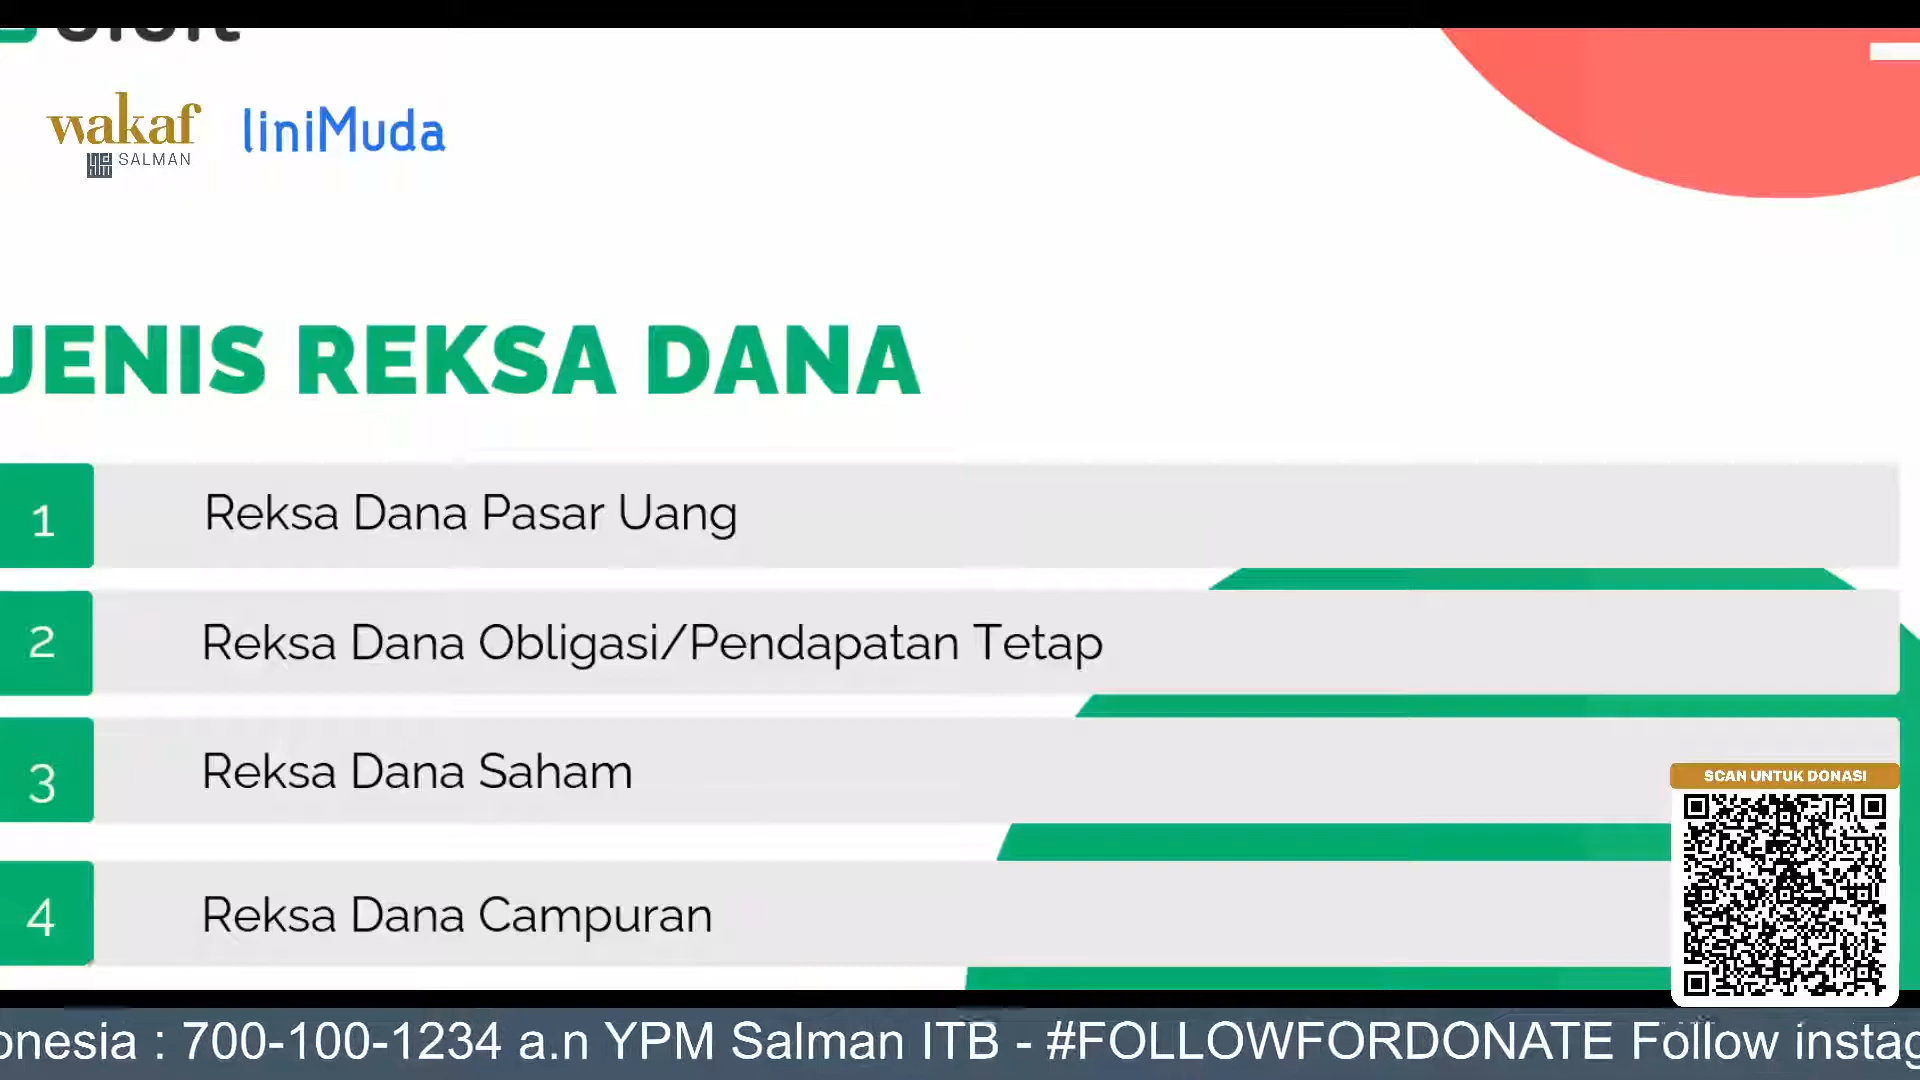 wakaf
SALMAN
liniMuda
JENIS REKSA DANA
1
Reksa Dana Pasar Uang
2
Reksa Dana Obligasi/Pendapatan Tetap
3
Reksa Dana Saham
4
Reksa Dana Campuran
SCAN UNTUK DONASI
onesia : 700-100-1234 a.n YPM Salman ITB - #FOLLOWFORDONATE Follow instag